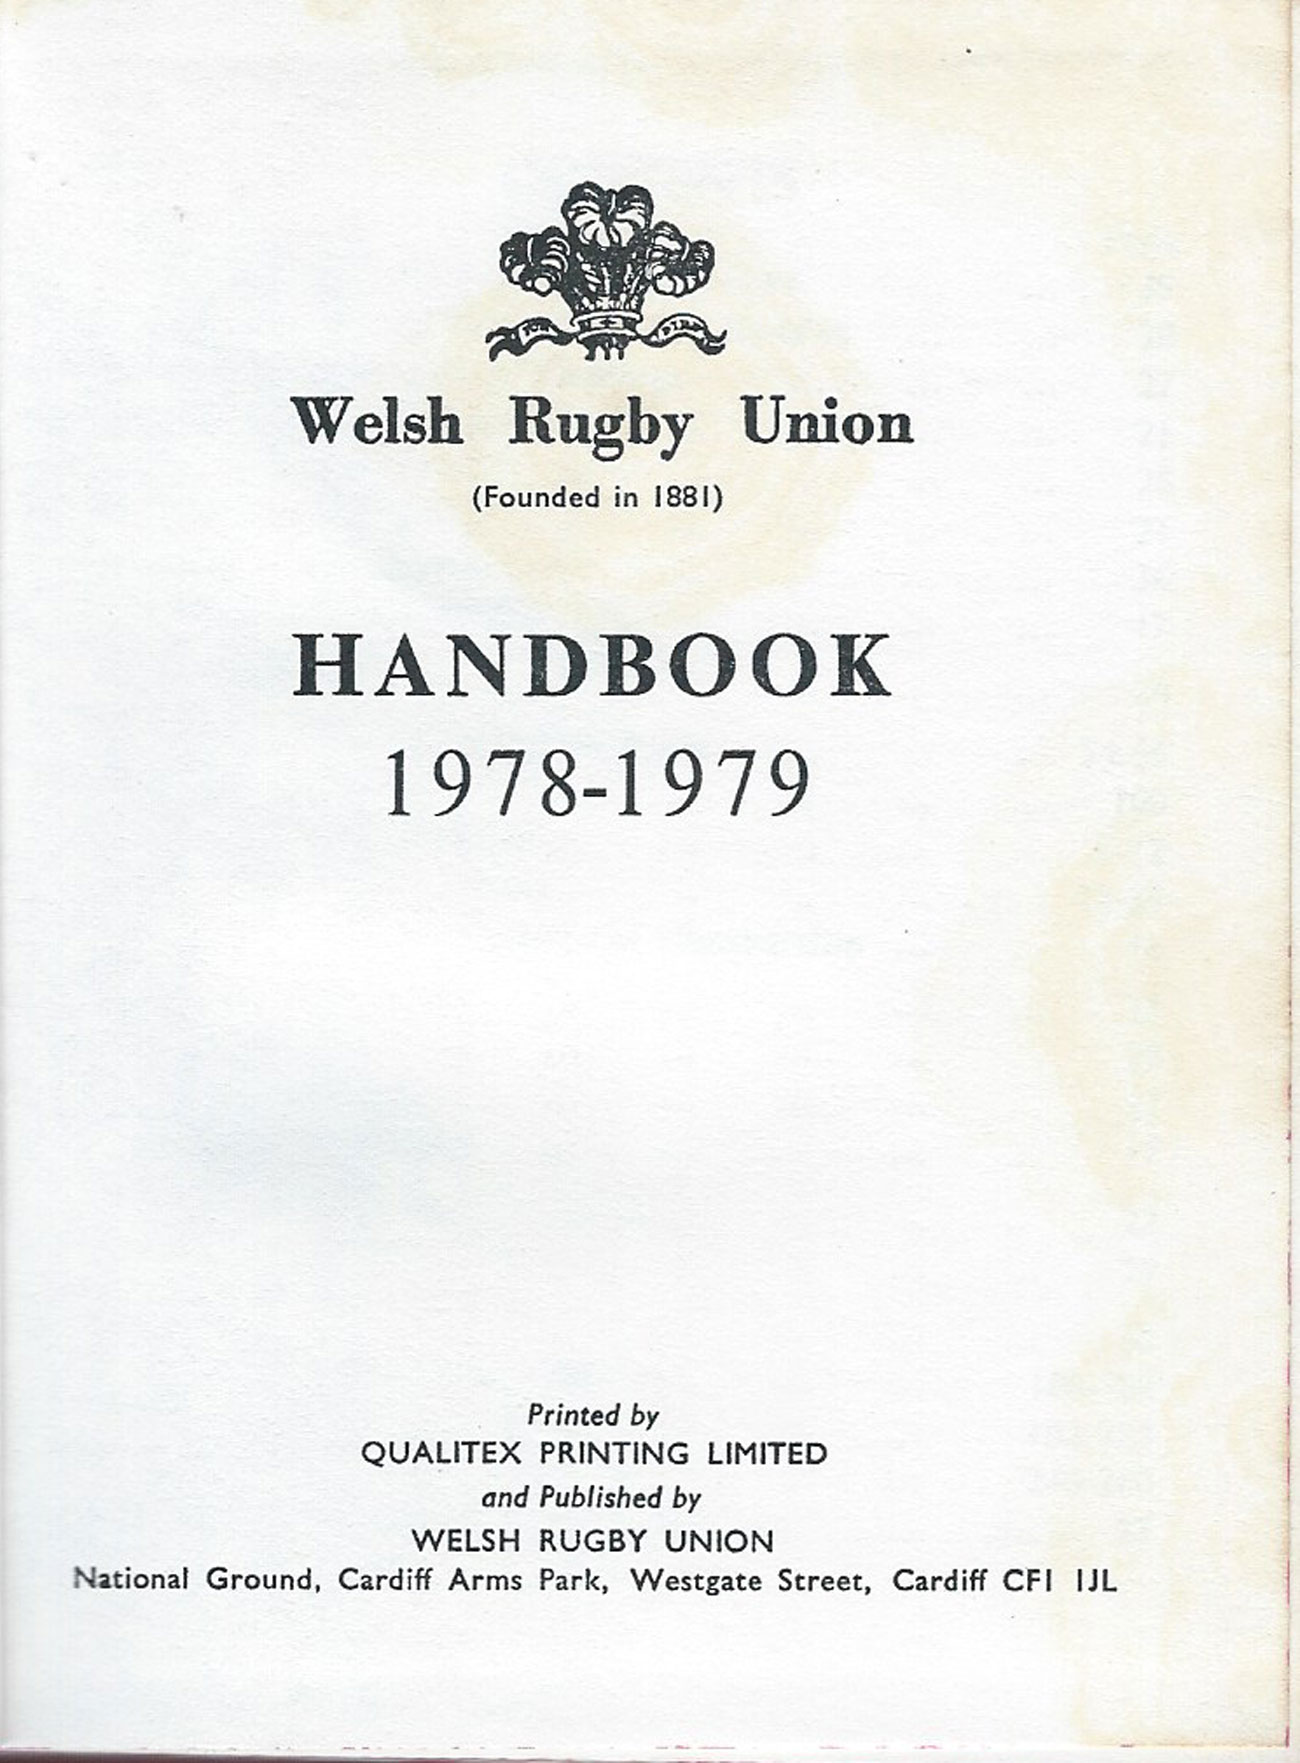 Welsh Rugby Union
(Founded in 1881)
HANDBOOK
1978-1979
Printed by
QUALITEX PRINTING LIMITED
and Published by
WELSH RUGBY UNION
National Ground, Cardiff Arms Park, Westgate Street, Cardiff CF1 1JL